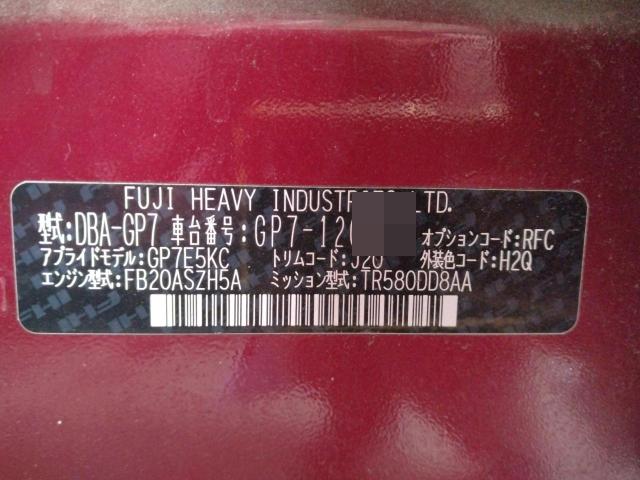 FUJI HEAVY INDUSTRIES LTD.
型式:DBA-GP7 車台番号:GP7-120 オプションコード:RFC
アプライドモデル:GP7E5KC トリムコード:J20 外装色コード:H2Q
エンジン型式:FB20ASZH5A ミッション型式:TR580DD8AA